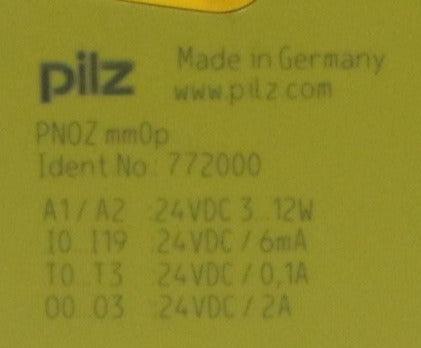 pilz
Made in Germany
www.pilz.com
PNOZ mm0p
Ident No: 772000
A1/A2 :24VDC 3..12W
I0..I19 :24VDC/6mA
T0..T3 :24VDC/0,1A
O0..O3 :24VDC/2A